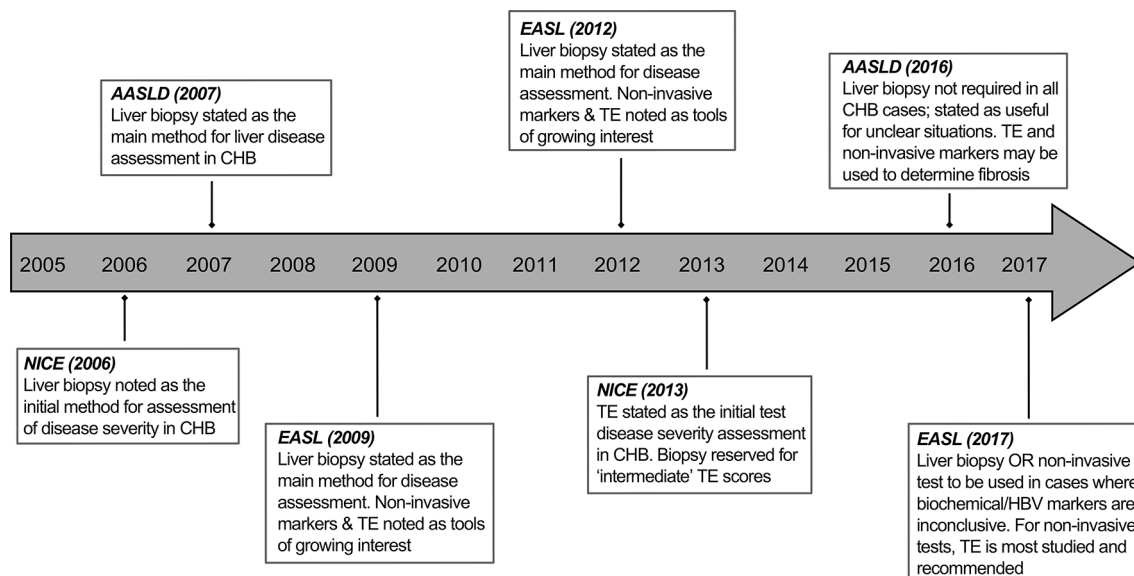 EASL (2012)
Liver biopsy stated as the
main method for disease
assessment. Non-invasive
markers & TE noted as tools
of growing interest
AASLD (2007)
Liver biopsy stated as the
main method for liver disease
assessment in CHB
AASLD (2016)
Liver biopsy not required in all
CHB cases; stated as useful
for unclear situations. TE and
non-invasive markers may be
used to determine fibrosis
2005 2006 2007 2008 2009 2010 2011 2012 2013 2014 2015 2016 2017
NICE (2006)
Liver biopsy noted as the
initial method for assessment
of disease severity in CHB
EASL (2009)
Liver biopsy stated as the
main method for disease
assessment. Non-invasive
markers & TE noted as tools
of growing interest
NICE (2013)
TE stated as the initial test
disease severity assessment
in CHB. Biopsy reserved for
‘intermediate’ TE scores
EASL (2017)
Liver biopsy OR non-invasive
test to be used in cases where
biochemical/HBV markers are
inconclusive. For non-invasive
tests, TE is most studied and
recommended